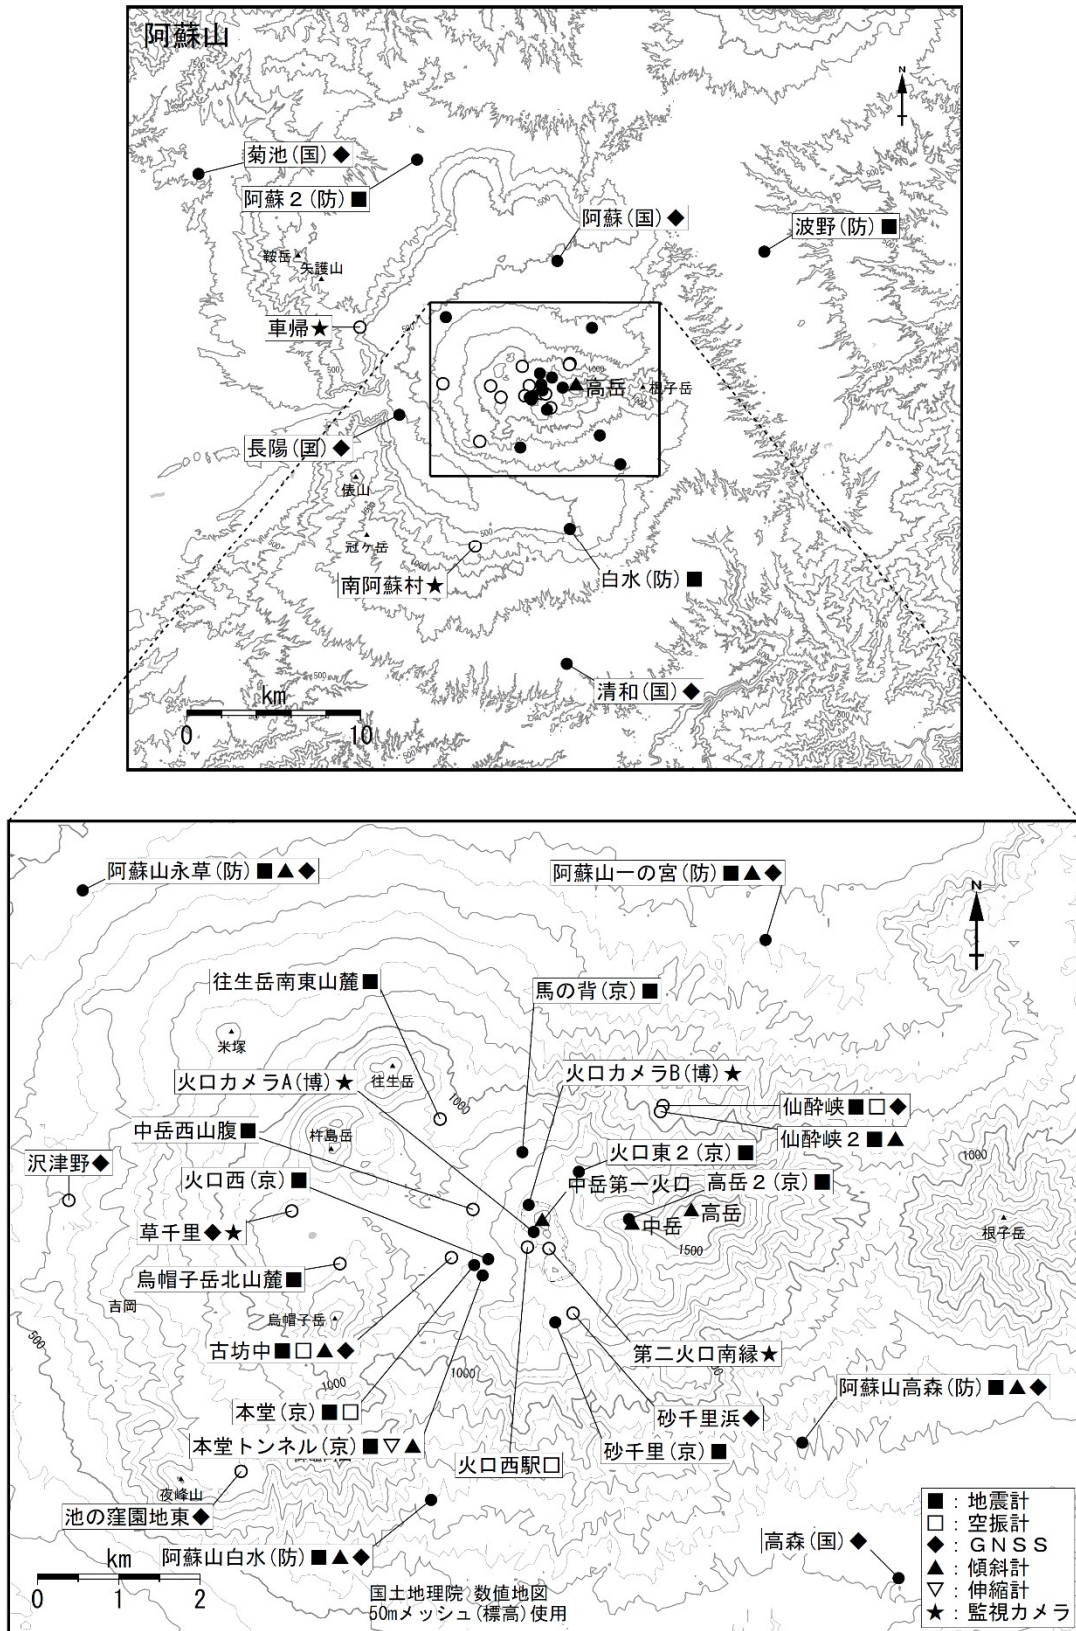 阿蘇山
N
菊池(国)◆
阿蘇2(防)■
阿蘇(国)◆
波野(防)■
鞍岳
矢護山
車帰★
高岳
根子岳
長陽(国)◆
俵山
冠ヶ岳
南阿蘇村★
白水(防)■
清和(国)◆
km
0 10
阿蘇山永草(防)■▲◆
阿蘇山一の宮(防)■▲◆
N
往生岳南東山麓■
馬の背(京)■
米塚
往生岳
火口カメラA(博)★
火口カメラB(博)★
1000
仙酔峡■□◆
中岳西山腹■
杵島岳
仙酔峡2■▲
沢津野◆
火口東2(京)■
1000
火口西(京)■
中岳第一火口
高岳2(京)■
草千里◆★
中岳
高岳
根子岳
1500
烏帽子岳北山麓■
吉岡
烏帽子岳
500
古坊中■□▲◆
第二火口南縁★
1000
1000
阿蘇山高森(防)■▲◆
本堂(京)■□
砂千里浜◆
本堂トンネル(京)■▽▲
砂千里(京)■
火口西駅□
夜峰山
池の窪園地東◆
阿蘇山白水(防)■▲◆
高森(国)◆
km
0 1 2
国土地理院 数値地図
50mメッシュ(標高)使用
■：地震計
□：空振計
◆：GNSS
▲：傾斜計
▽：伸縮計
★：監視カメラ